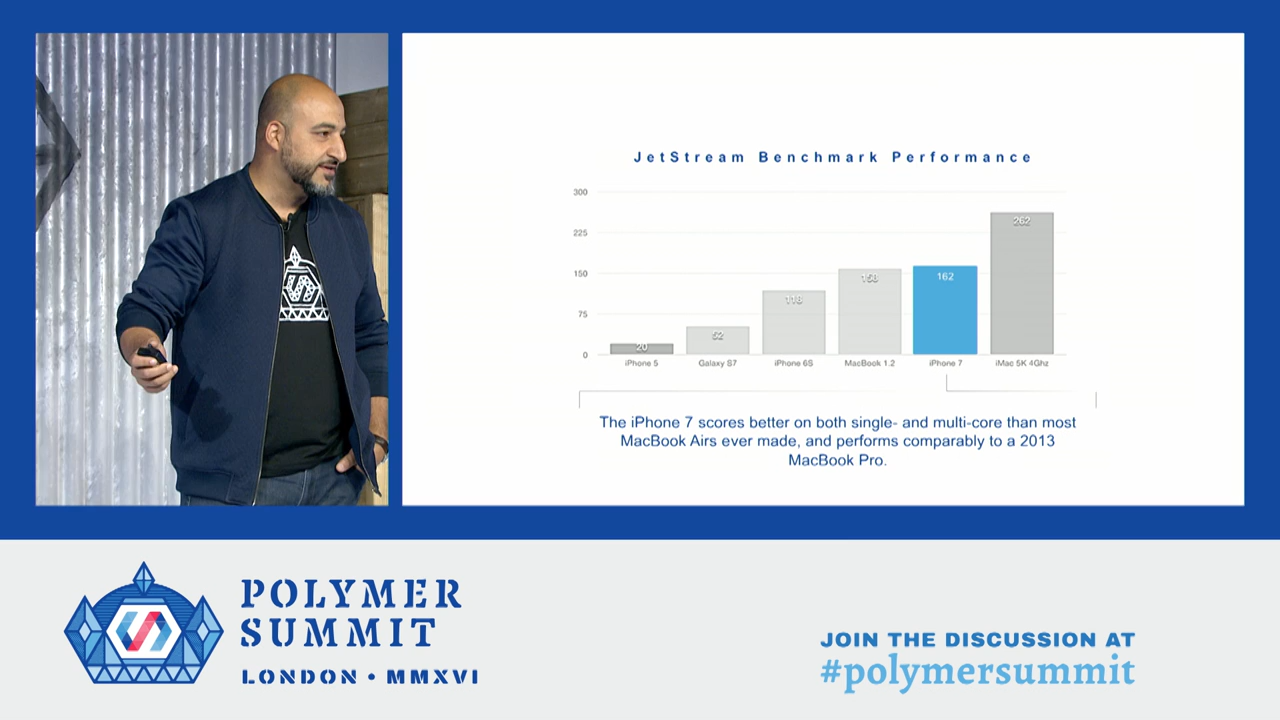 JetStream Benchmark Performance
300
225
150
75
0
20
52
118
158
162
262
iPhone 5
Galaxy S7
iPhone 6S
MacBook 1.2
iPhone 7
iMac 5K 4Ghz
The iPhone 7 scores better on both single- and multi-core than most
MacBook Airs ever made, and performs comparably to a 2013
MacBook Pro.
POLYMER
SUMMIT
LONDON • MMXVI
JOIN THE DISCUSSION AT
#polymersummit